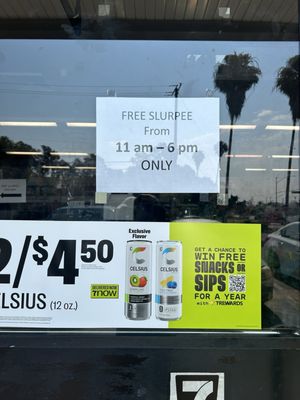 FREE SLURPEE
From
11 am – 6 pm
ONLY
2/$4 50
CELSIUS (12 oz.)
Exclusive
Flavor
CELSIUS
CELSIUS
DELIVERED NOW
7NOW
GET A CHANCE TO
WIN FREE
SNACKS OR
SIPS
FOR A YEAR
with 7REWARDS
7